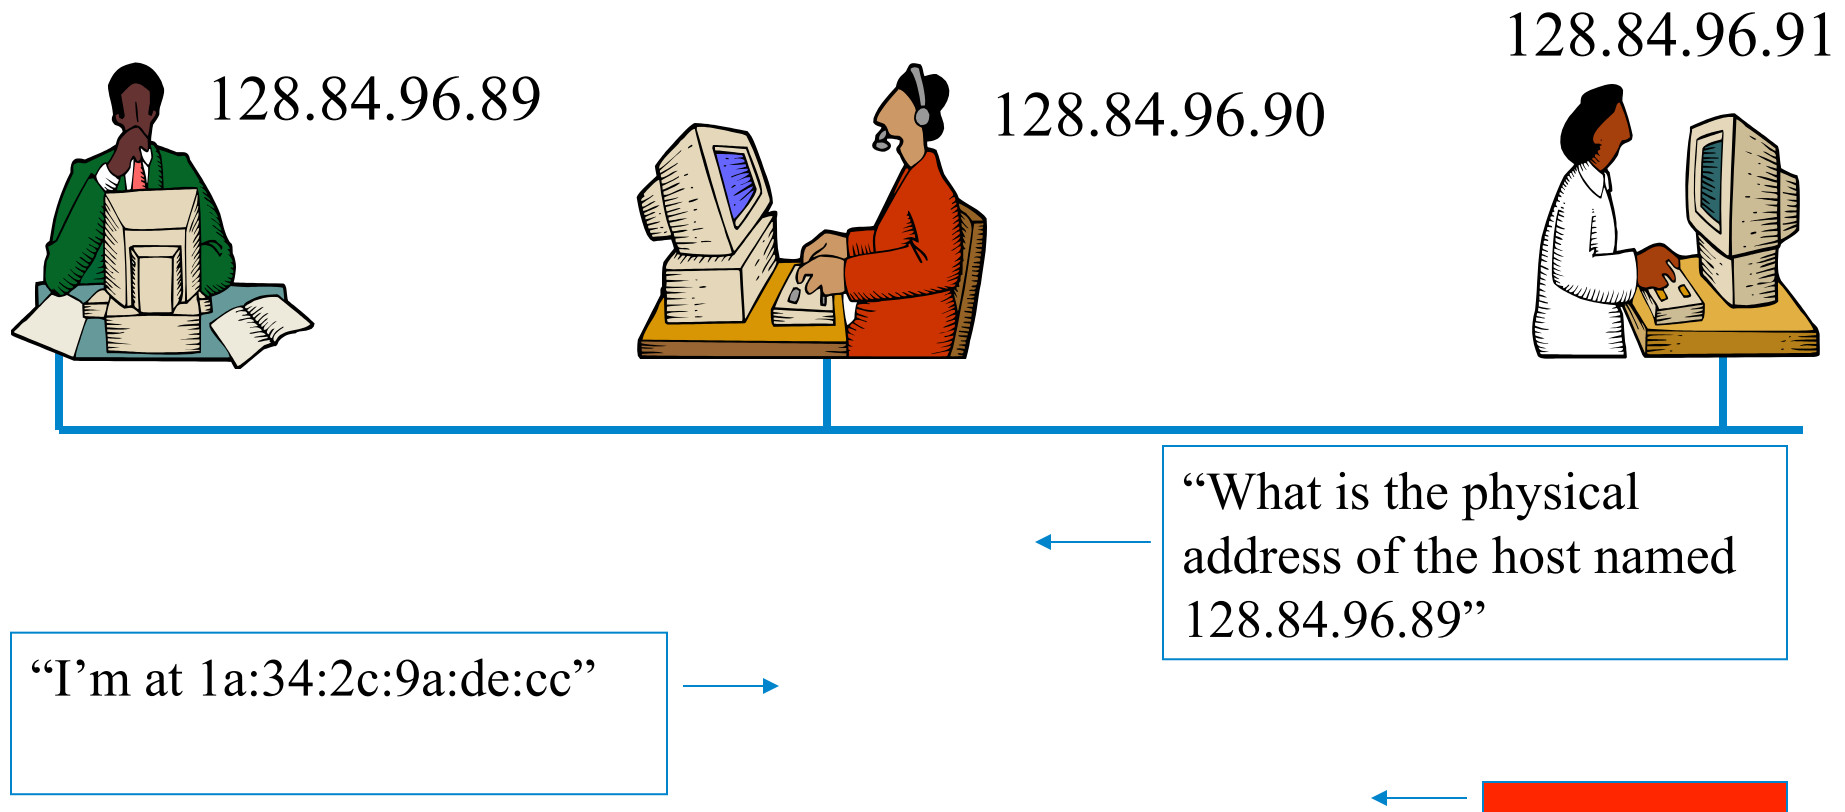 128.84.96.91
128.84.96.89
128.84.96.90
“What is the physical
address of the host named
128.84.96.89”
“I’m at 1a:34:2c:9a:de:cc”